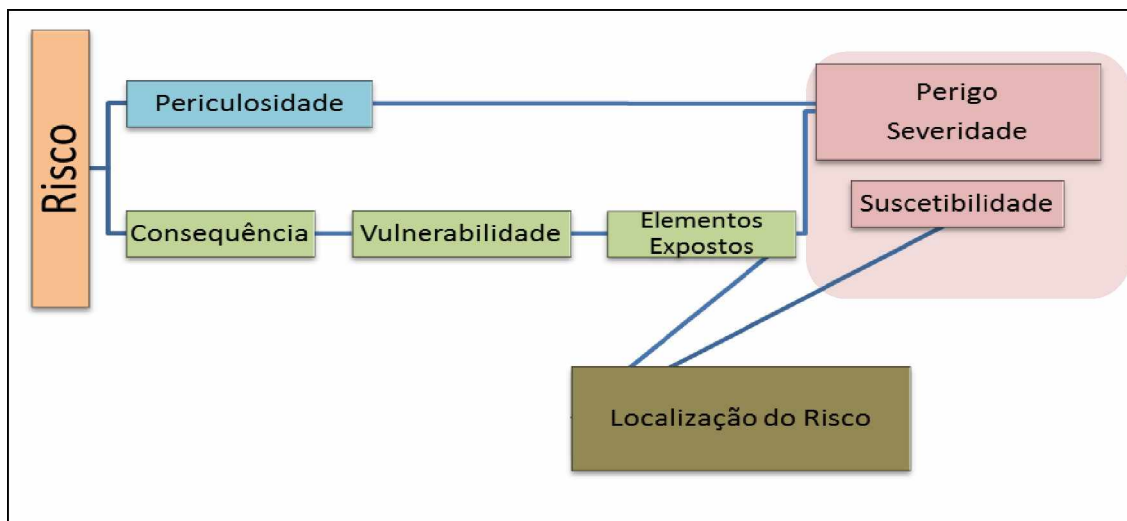 Risco
Periculosidade
Perigo
Severidade
Suscetibilidade
Consequência
Vulnerabilidade
Elementos
Expostos
Localização do Risco